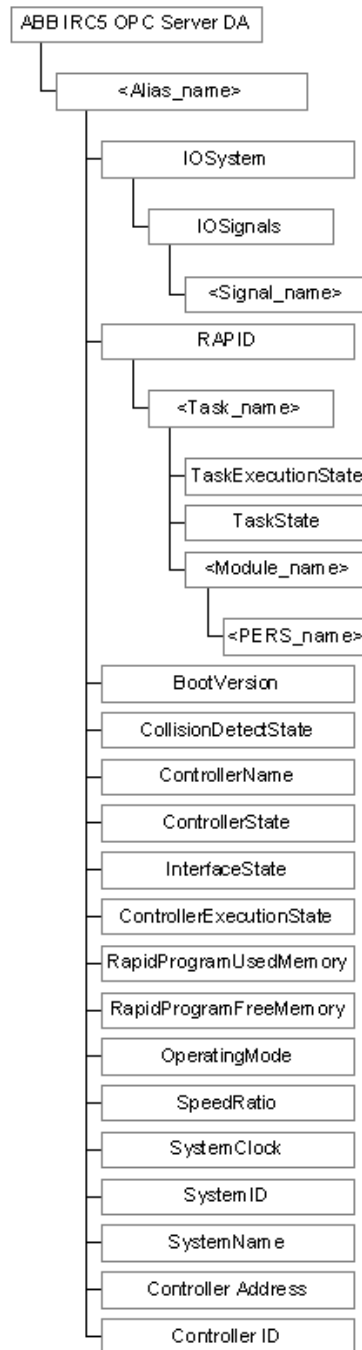 ABB IRC5 OPC Server DA
<Alias_name>
IOSystem
IOSignals
<Signal_name>
RAPID
<Task_name>
TaskExecutionState
TaskState
<Module_name>
<PERS_name>
BootVersion
CollisionDetectState
ControllerName
ControllerState
InterfaceState
ControllerExecutionState
RapidProgramUsedMemory
RapidProgramFreeMemory
OperatingMode
SpeedRatio
SystemClock
SystemID
SystemName
Controller Address
Controller ID